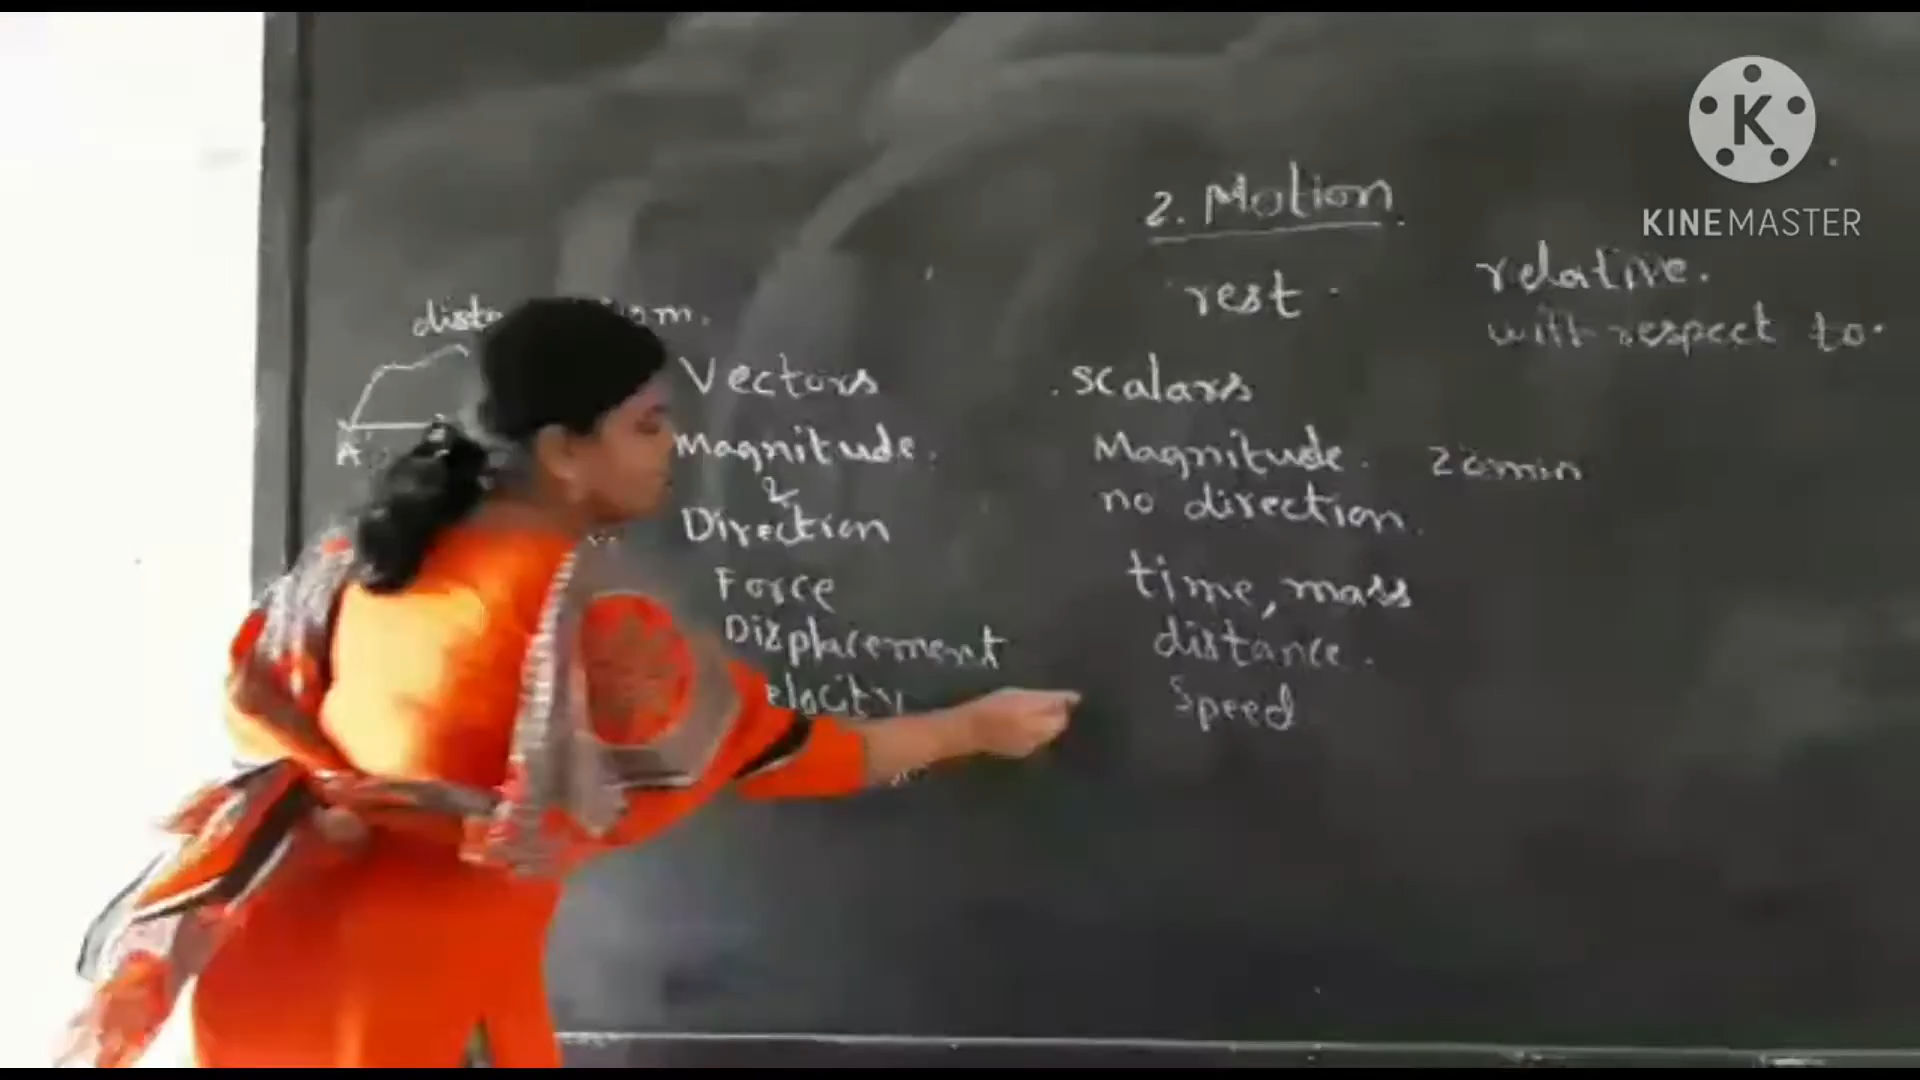 KINEMASTER
2. Motion
rest.
relative.
with respect to.
m.
Vectors
Magnitude.
&
Direction
Force
Displacement
elocity
A
.scalars
Magnitude. 20min
no direction.
time, mass
distance.
Speed